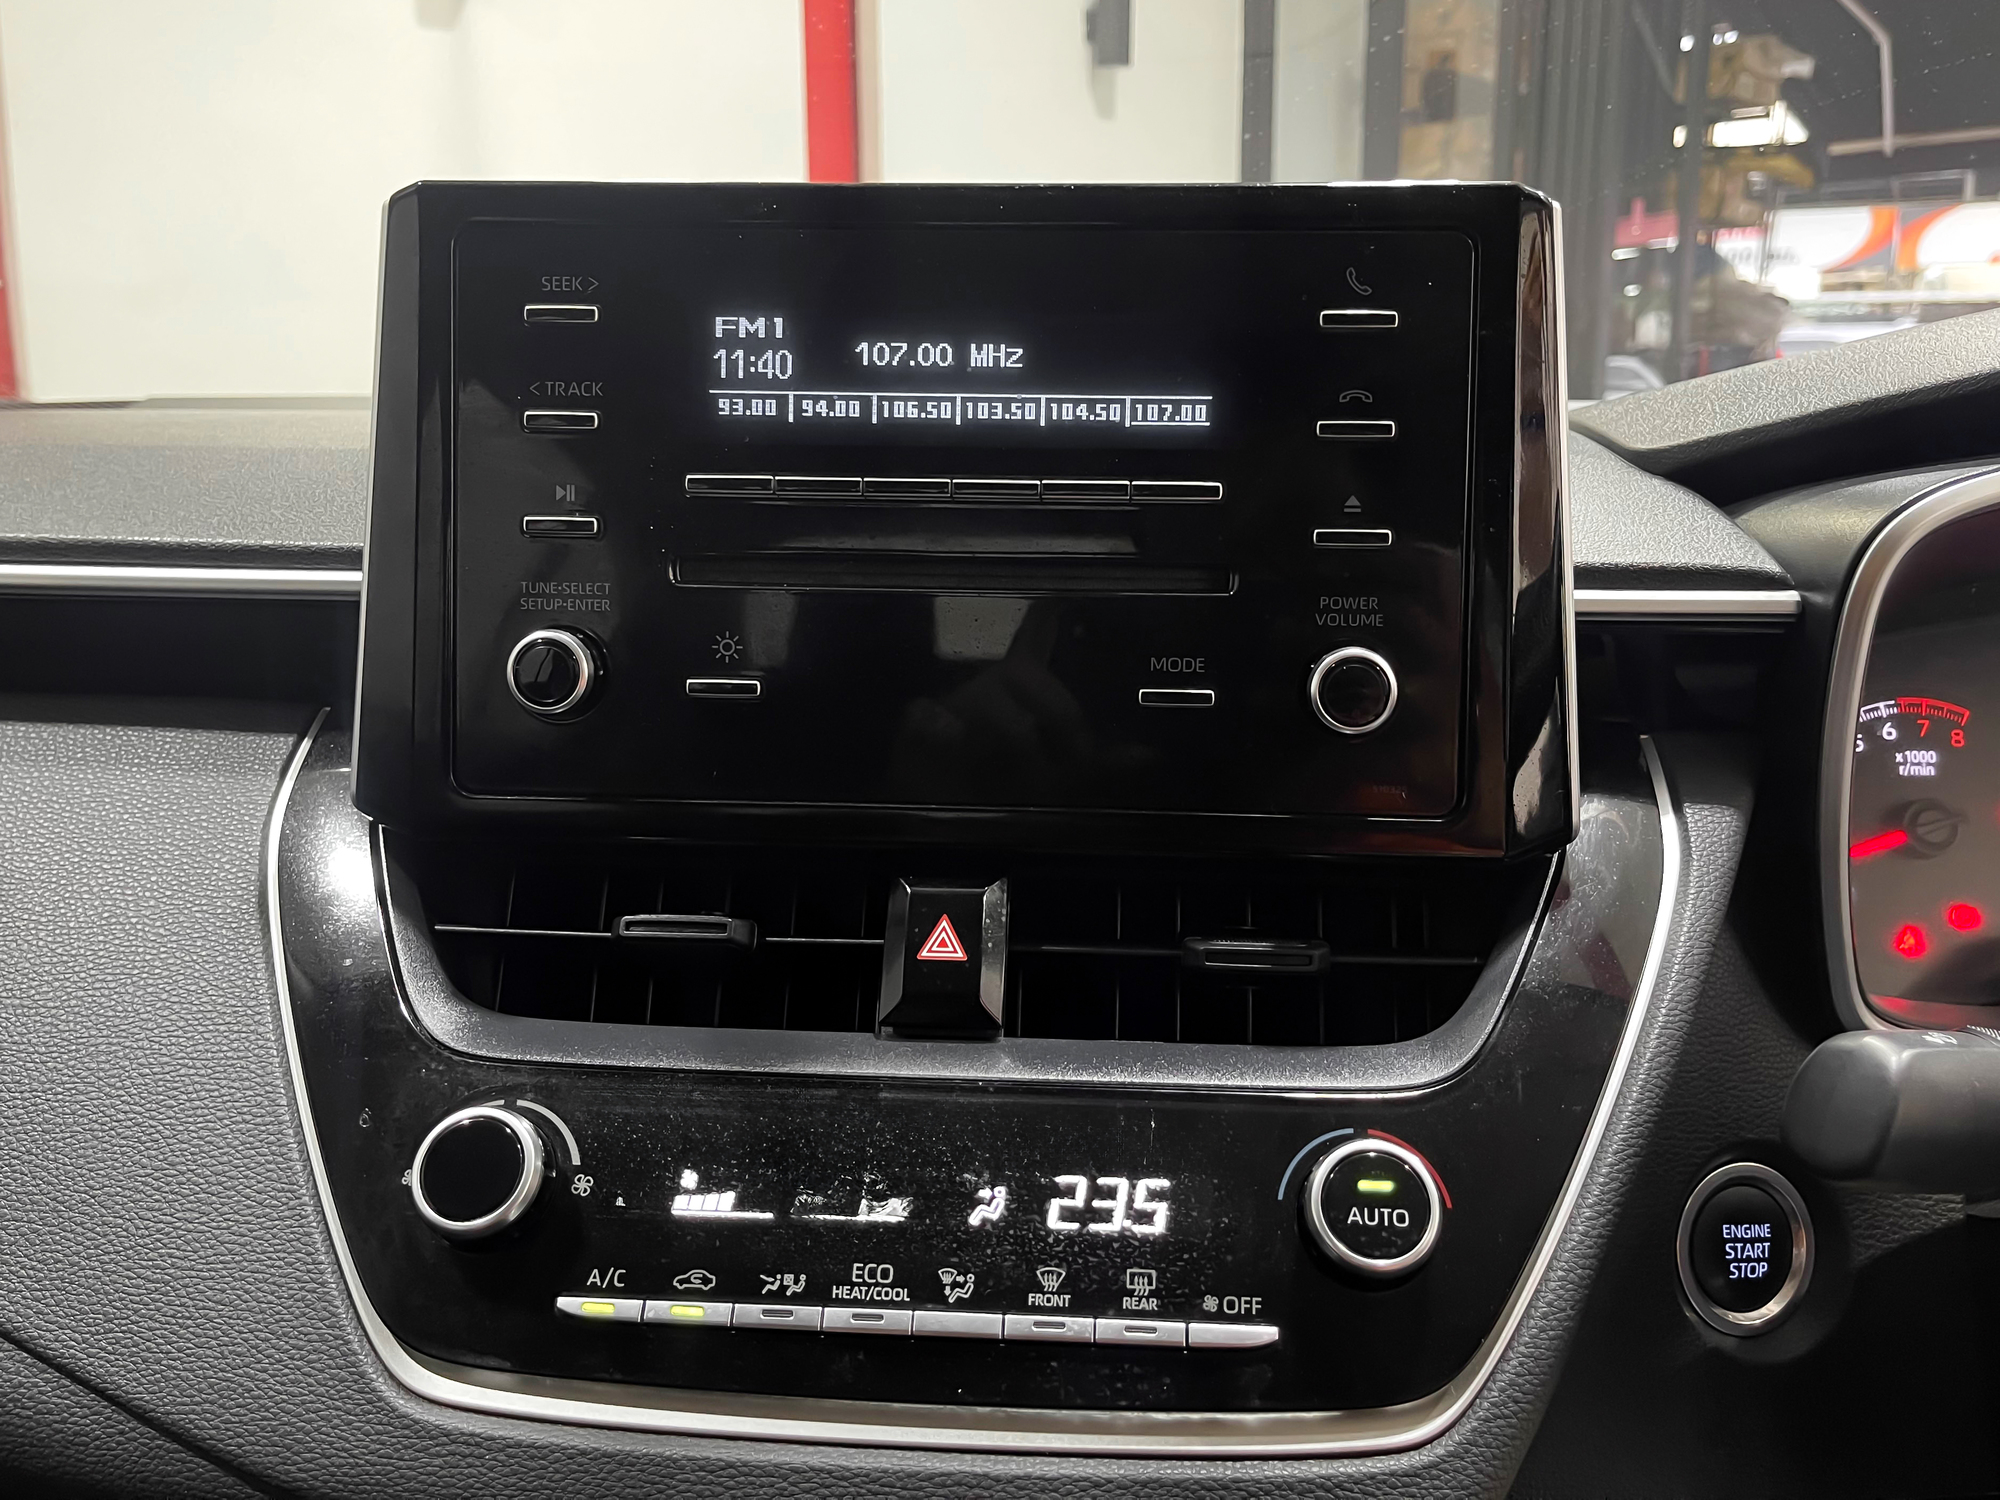 SEEK >
FM1
107.00 MHz
11:40
< TRACK
93.00 94.00 106.50 103.50 104.50 107.00
TUNE•SELECT
SETUP•ENTER
POWER
VOLUME
MODE
5 6 7 8
x1000
r/min
23.5
AUTO
A/C
ECO
HEAT/COOL
FRONT
REAR
OFF
ENGINE
START
STOP